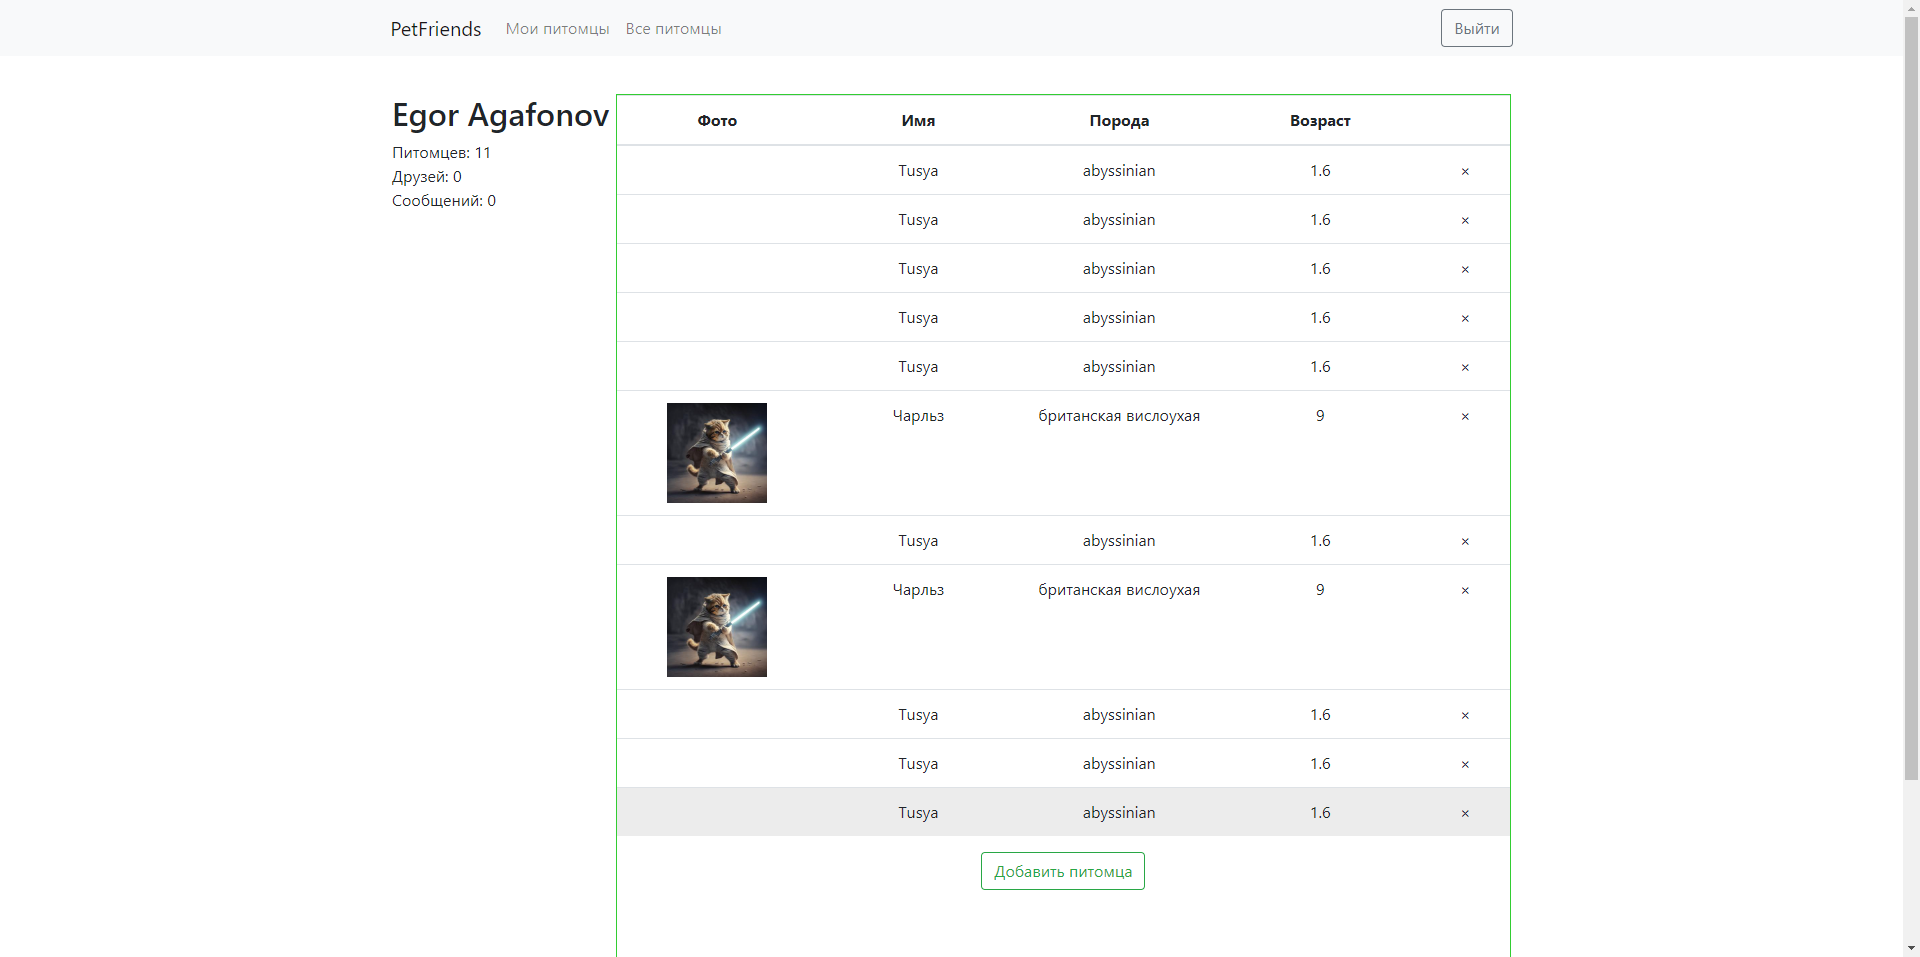 PetFriends Мои питомцы Все питомцы Выйти
Egor Agafonov
Питомцев: 11
Друзей: 0
Сообщений: 0
Фото Имя Порода Возраст
Tusya abyssinian 1.6 ×
Tusya abyssinian 1.6 ×
Tusya abyssinian 1.6 ×
Tusya abyssinian 1.6 ×
Tusya abyssinian 1.6 ×
Чарльз британская вислоухая 9 ×
Tusya abyssinian 1.6 ×
Чарльз британская вислоухая 9 ×
Tusya abyssinian 1.6 ×
Tusya abyssinian 1.6 ×
Tusya abyssinian 1.6 ×
Добавить питомца